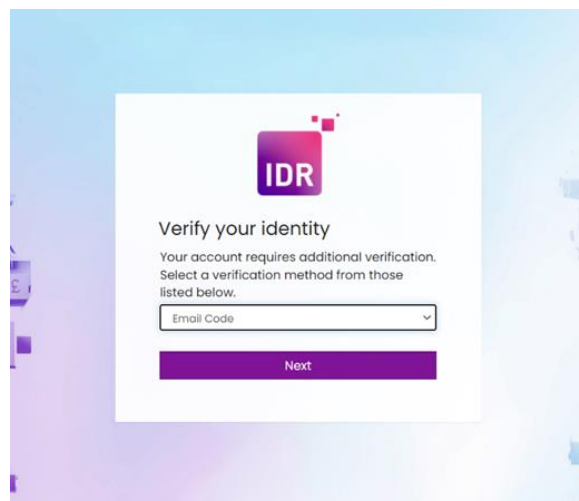 IDR
Verify your identity
Your account requires additional verification.
Select a verification method from those
listed below.
£
Email Code
Next